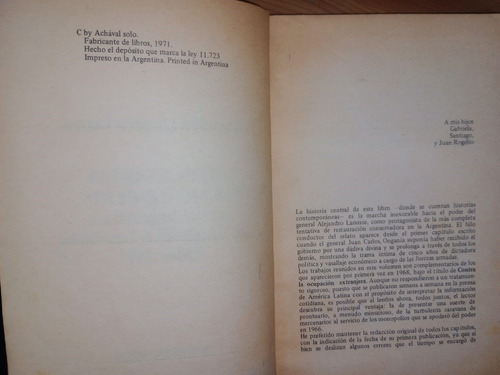 C by Achával solo.
Fabricante de libros, 1971.
Hecho el depósito que marca la ley 11.723
Impreso en la Argentina. Printed in Argentina
A mis hijos
Gabriela,
Santiago,
y Juan Rogelio
La historia central de este libro —donde se cuentan historias
contemporáneas— es la marcha inexorable hacia el poder del
general Alejandro Lanusse, como protagonista de la más completa
tentativa de restauración conservadora en la Argentina. El hilo
conductor del relato aparece desde el primer capítulo escrito
cuando el general Juan Carlos Onganía suponía haber recibido al
gobierno por una dádiva divina y se prolonga a través de todos los
demás, mostrando la trama íntima de cinco años de dictadura
política y vasallaje económico a cargo de las fuerzas armadas.
Los trabajos reunidos en este volumen son complementarios de los
que aparecieron por primera vez en 1968, bajo el título de Contra
la ocupación extranjera. Aunque no respondieron a un tratamiento
tan riguroso, puesto que se publicaron semana a semana en la prensa
de América Latina con el propósito de interpretar la información
cotidiana, es posible que al leerlos ahora, todos juntos, el lector
descubra su principal ventaja: la de presentar una suerte de
prontuario, a menudo minucioso, de la turbulenta caravana de
mercenarios al servicio de los monopolios que se apoderó del poder
en 1966.
He preferido mantener la redacción original de todos los capítulos,
con la indicación de la fecha de su primera publicación, ya que si
bien se deslizan algunos errores que el tiempo se encargó de